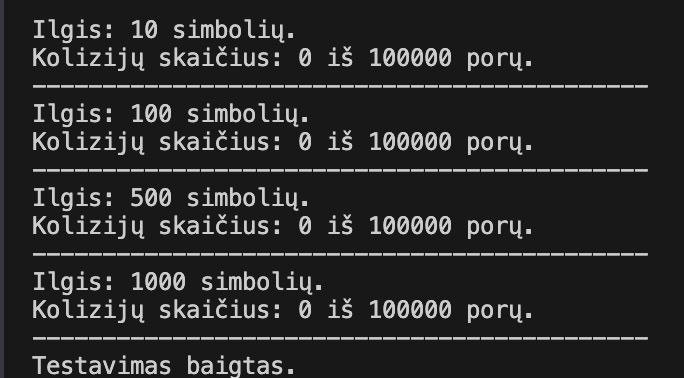 Ilgis: 10 simbolių.
Kolizijų skaičius: 0 iš 100000 porų.
--------------------------------------------
Ilgis: 100 simbolių.
Kolizijų skaičius: 0 iš 100000 porų.
--------------------------------------------
Ilgis: 500 simbolių.
Kolizijų skaičius: 0 iš 100000 porų.
--------------------------------------------
Ilgis: 1000 simbolių.
Kolizijų skaičius: 0 iš 100000 porų.
--------------------------------------------
Testavimas baigtas.